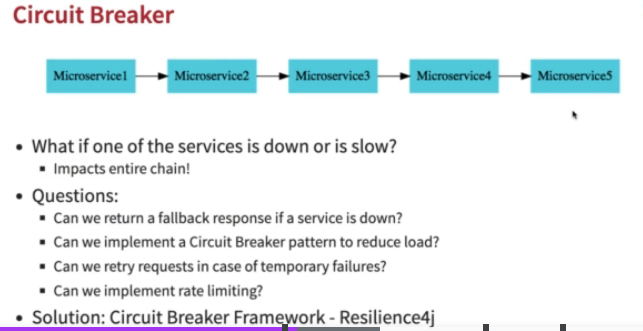 Circuit Breaker
Microservice1 Microservice2 Microservice3 Microservice4 Microservice5
• What if one of the services is down or is slow?
▪ Impacts entire chain!
• Questions:
▪ Can we return a fallback response if a service is down?
▪ Can we implement a Circuit Breaker pattern to reduce load?
▪ Can we retry requests in case of temporary failures?
▪ Can we implement rate limiting?
• Solution: Circuit Breaker Framework - Resilience4j